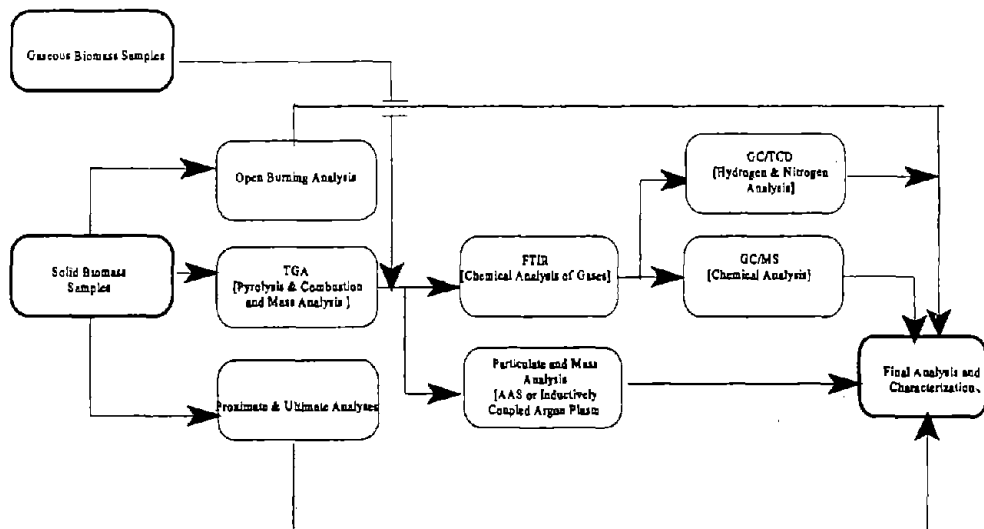 Gaseous Biomass Samples
Open Burning Analysis
GC/TCD
[Hydrogen & Nitrogen
Analysis]
Solid Biomass
Samples
TGA
[Pyrolysis & Combustion
and Mass Analysis ]
FTIR
[Chemical Analysis of Gases]
GC/MS
[Chemical Analysis]
Proximate & Ultimate Analyses
Particulate and Mass
Analysis
[AAS or Inductively
Coupled Argon Plasm
Final Analysis and
Characterization